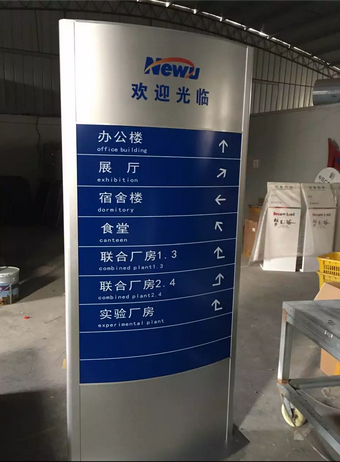 Newu
欢迎光临
办公楼
office building
展厅
exhibition
宿舍楼
dormitory
食堂
canteen
联合厂房1.3
combined plant1.3
联合厂房2.4
combined plant2.4
实验厂房
experimental plant